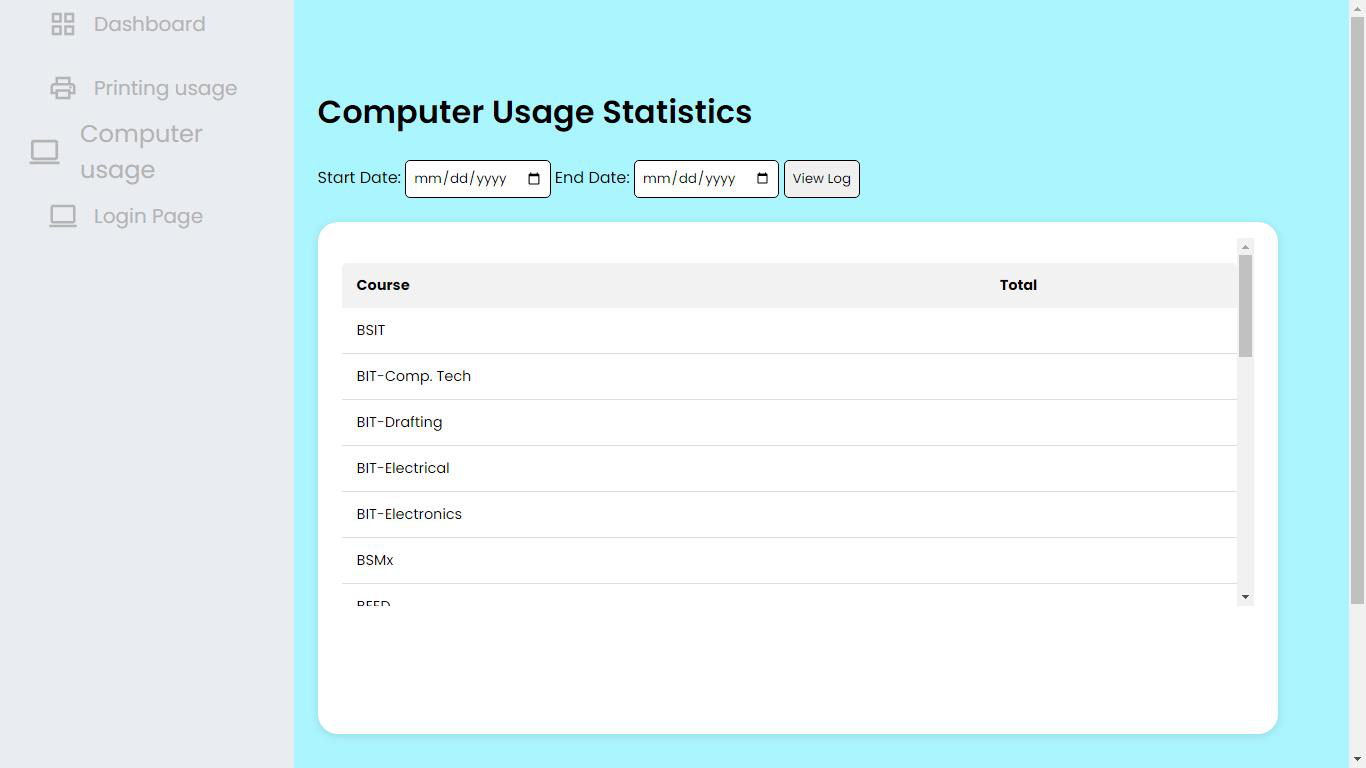 Dashboard
Printing usage
Computer
usage
Login Page
Computer Usage Statistics
Start Date: mm/dd/yyyy End Date: mm/dd/yyyy View Log
Course Total
BSIT
BIT-Comp. Tech
BIT-Drafting
BIT-Electrical
BIT-Electronics
BSMx